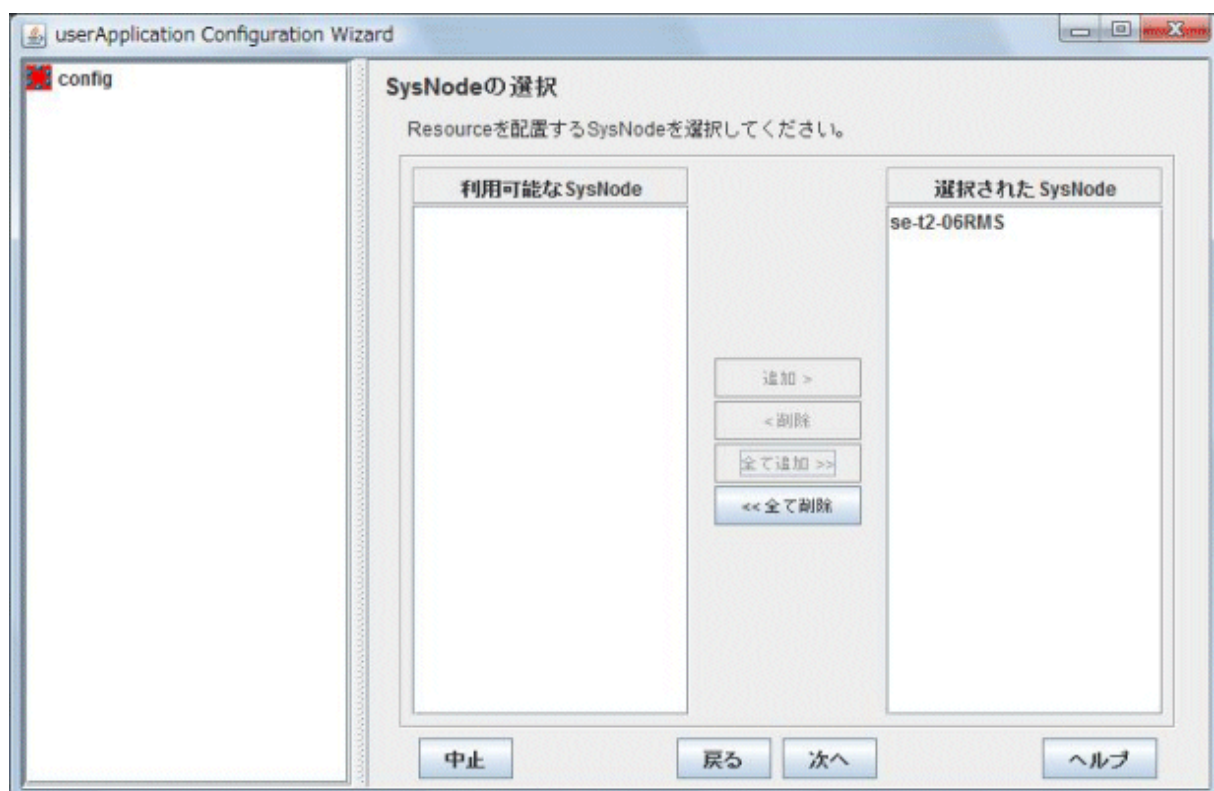 userApplication Configuration Wizard
config
SysNodeの選択
Resourceを配置するSysNodeを選択してください。
利用可能なSysNode
選択された SysNode
se-t2-06RMS
追加 >
< 削除
全て追加 >>
<< 全て削除
中止
戻る
次へ
ヘルプ